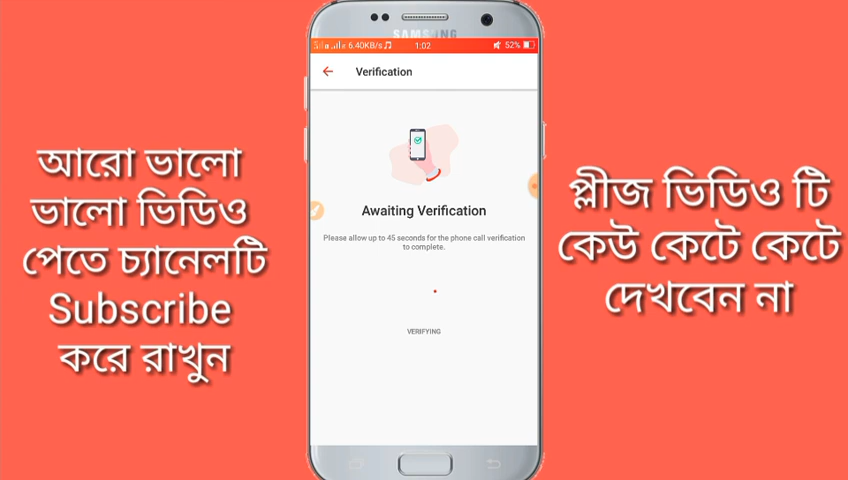 আরো ভালো
ভালো ভিডিও
পেতে চ্যানেলটি
Subscribe
করে রাখুন
SAMSUNG
6.40KB/s 1:02 52%
Verification
Awaiting Verification
Please allow up to 45 seconds for the phone call verification
to complete.
VERIFYING
প্লীজ ভিডিও টি
কেউ কেটে কেটে
দেখবেন না